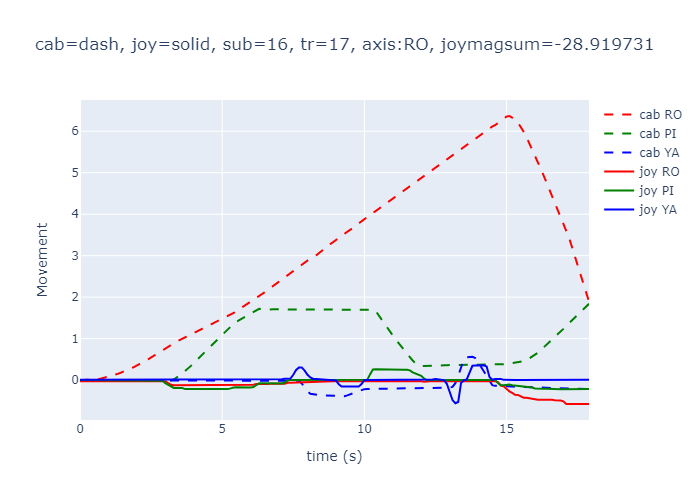 cab=dash, joy=solid, sub=16, tr=17, axis:RO, joymagsum=-28.919731
cab RO
cab PI
cab YA
joy RO
joy PI
joy YA
Movement
6
5
4
3
2
1
0
0
5
10
15
time (s)